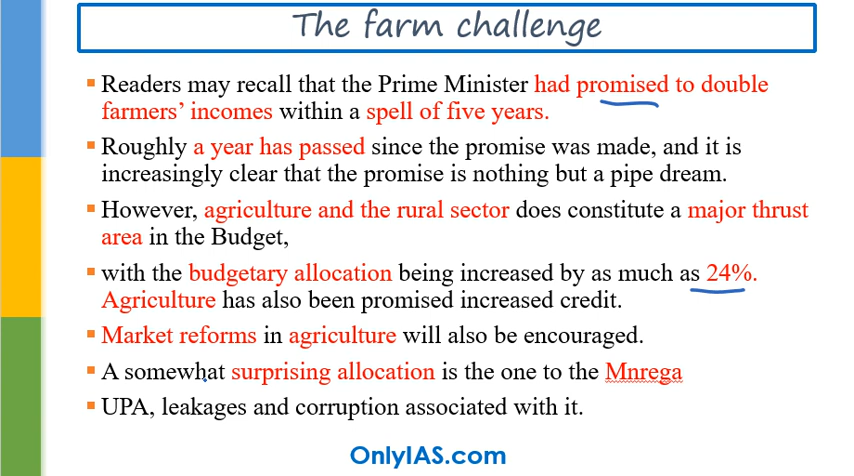 The farm challenge
▪ Readers may recall that the Prime Minister had promised to double
farmers’ incomes within a spell of five years.
▪ Roughly a year has passed since the promise was made, and it is
increasingly clear that the promise is nothing but a pipe dream.
▪ However, agriculture and the rural sector does constitute a major thrust
area in the Budget,
▪ with the budgetary allocation being increased by as much as 24%.
Agriculture has also been promised increased credit.
▪ Market reforms in agriculture will also be encouraged.
▪ A somewhat surprising allocation is the one to the Mnrega
▪ UPA, leakages and corruption associated with it.
OnlyIAS.com